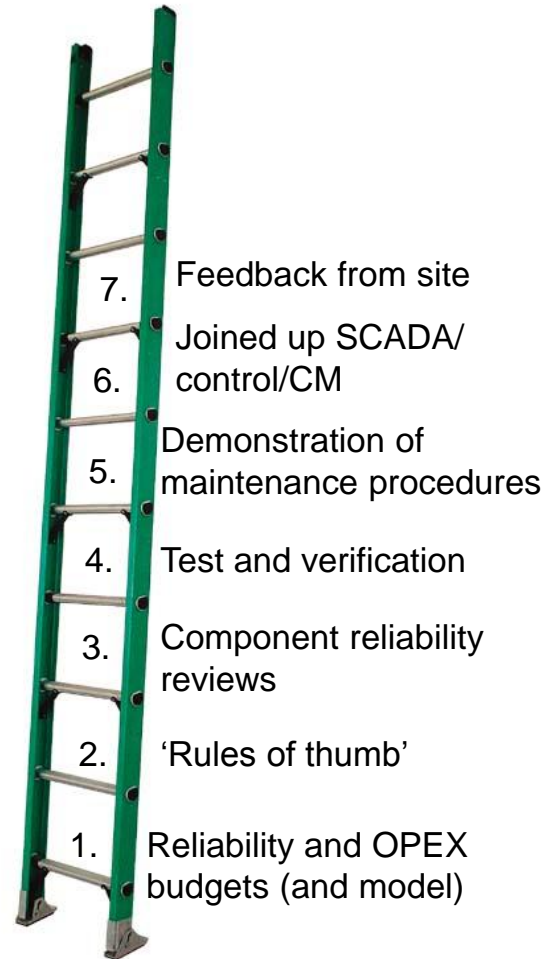 7. Feedback from site
Joined up SCADA/
6. control/CM
Demonstration of
5. maintenance procedures
4. Test and verification
3. Component reliability
reviews
2. ‘Rules of thumb’
1. Reliability and OPEX
budgets (and model)